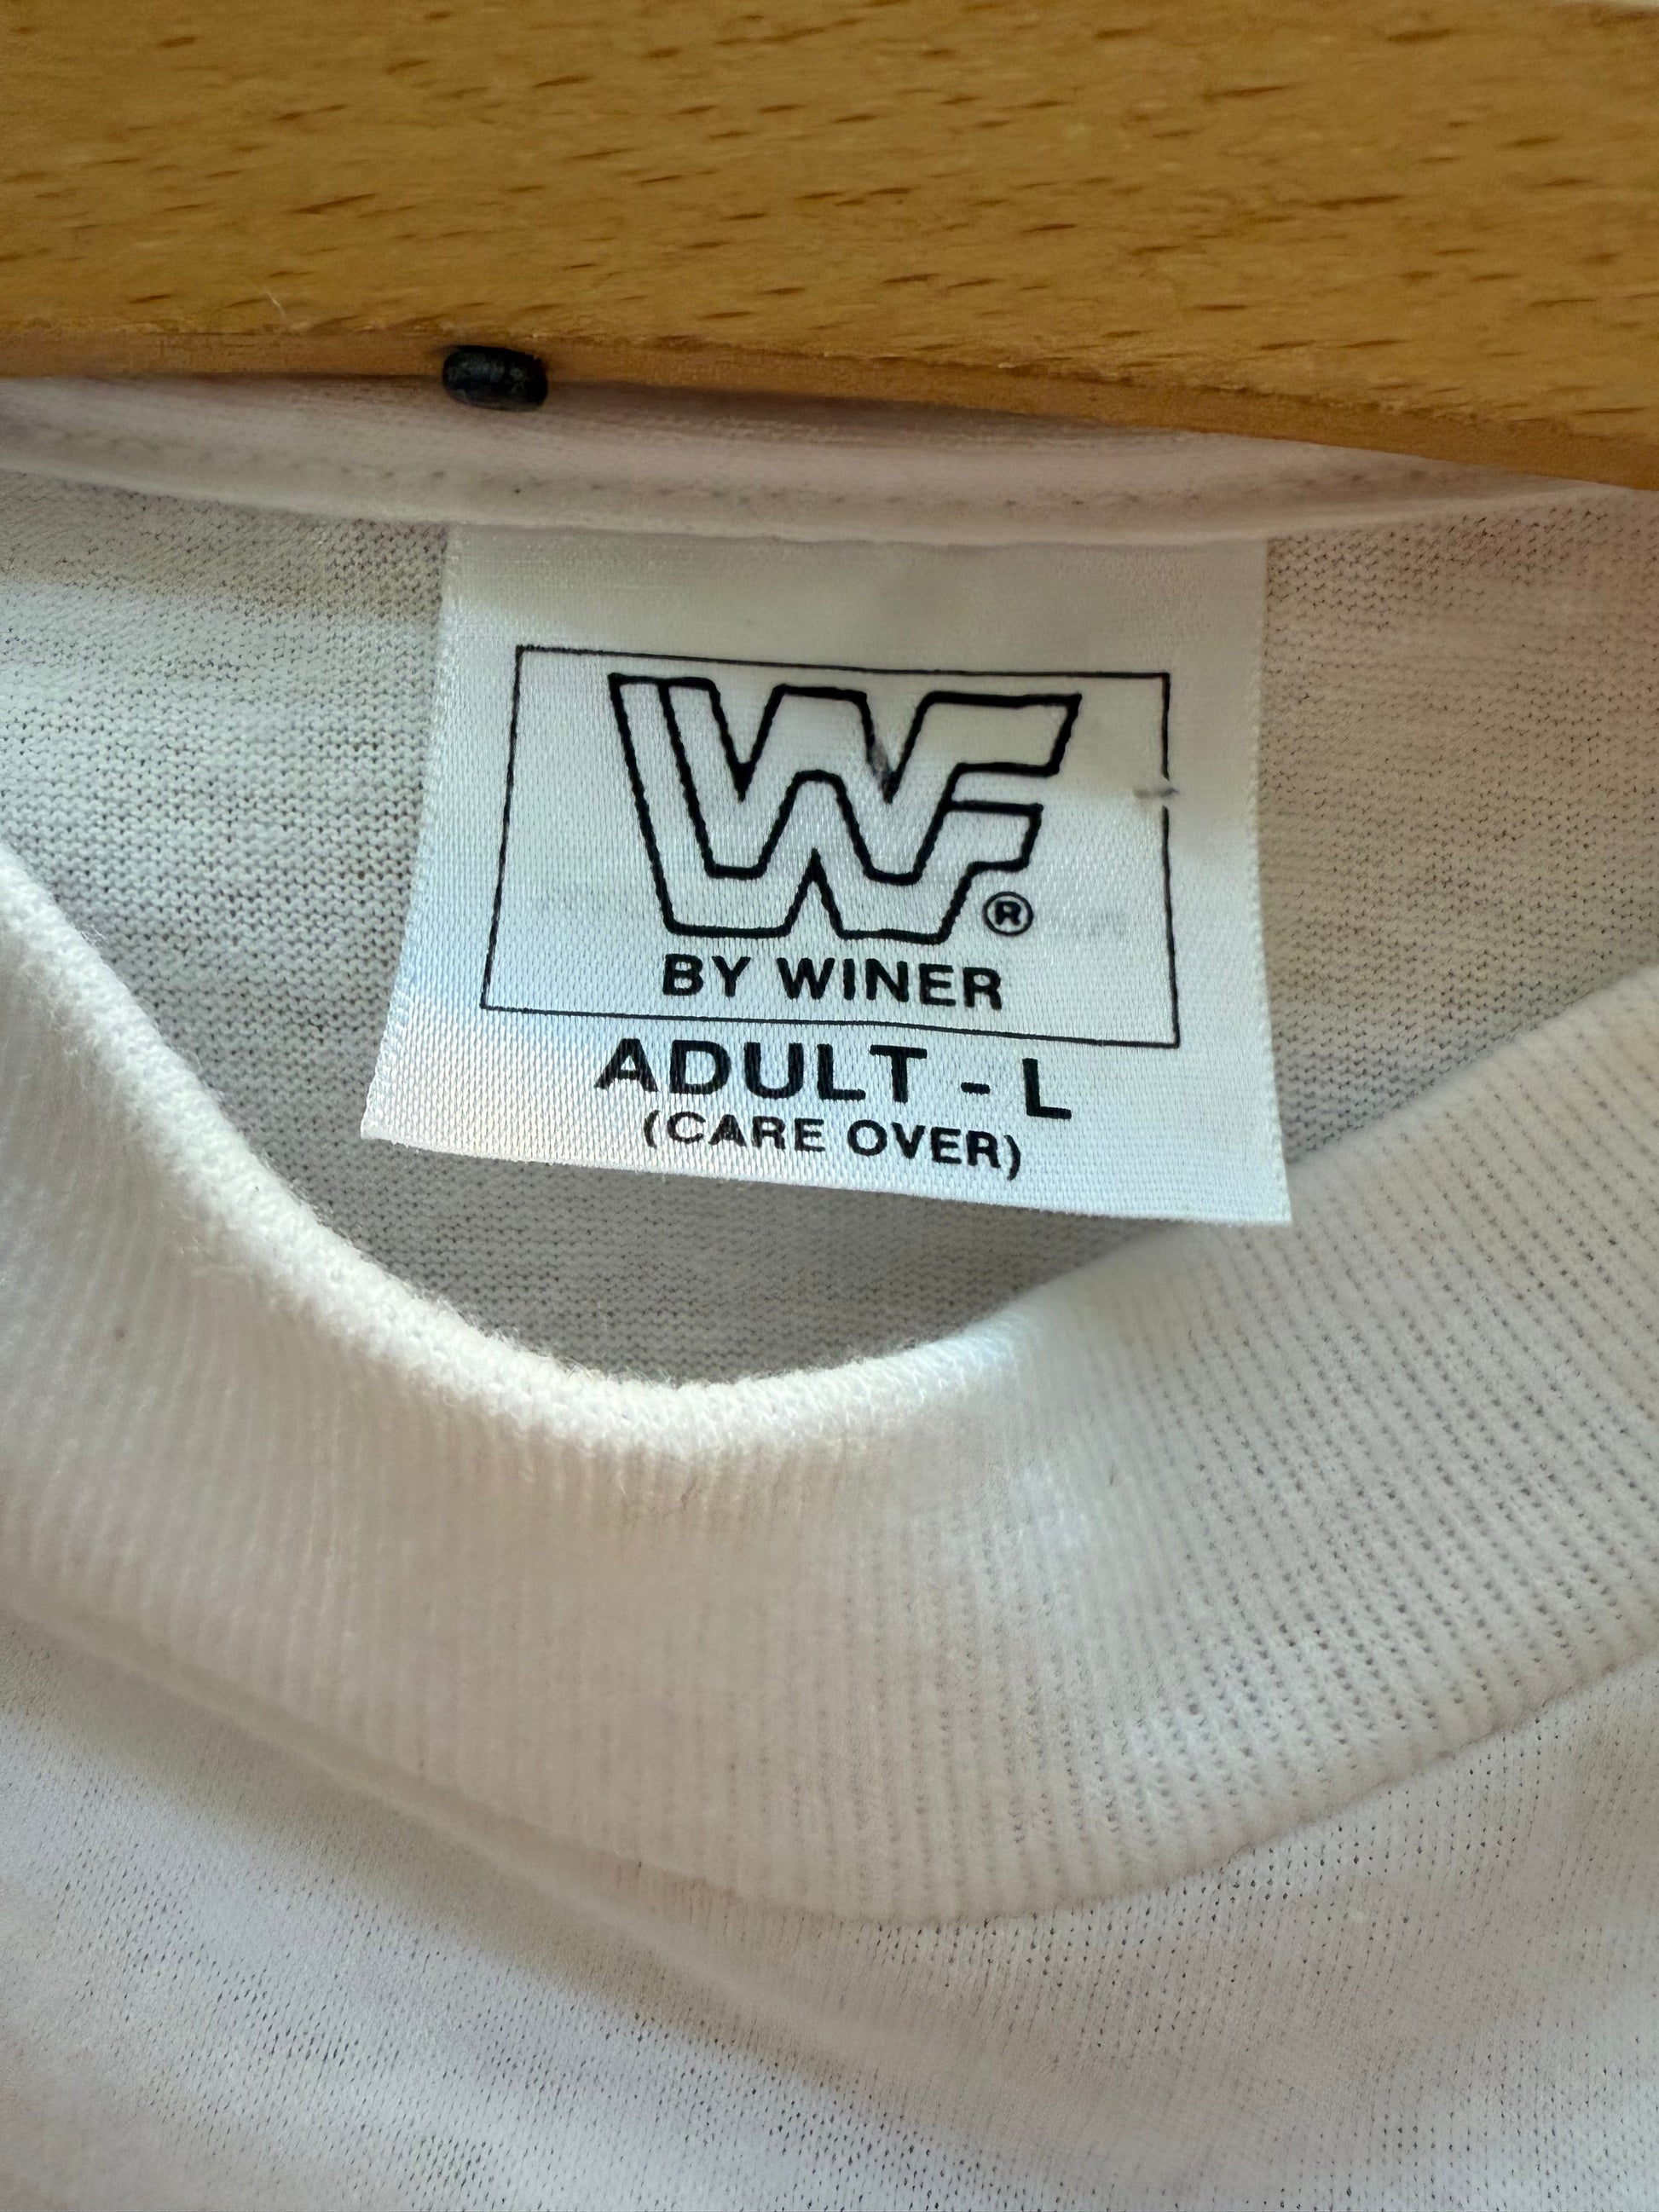 WF®
BY WINER
ADULT - L
(CARE OVER)